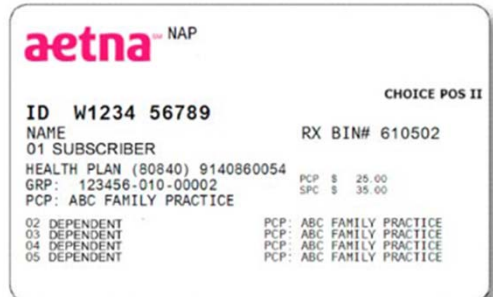 aetna℠ NAP
CHOICE POS II
ID W1234 56789
NAME RX BIN# 610502
01 SUBSCRIBER
HEALTH PLAN (80840) 9140860054
GRP: 123456-010-00002 PCP $ 25.00
SPC $ 35.00
PCP: ABC FAMILY PRACTICE
02 DEPENDENT PCP: ABC FAMILY PRACTICE
03 DEPENDENT PCP: ABC FAMILY PRACTICE
04 DEPENDENT PCP: ABC FAMILY PRACTICE
05 DEPENDENT PCP: ABC FAMILY PRACTICE